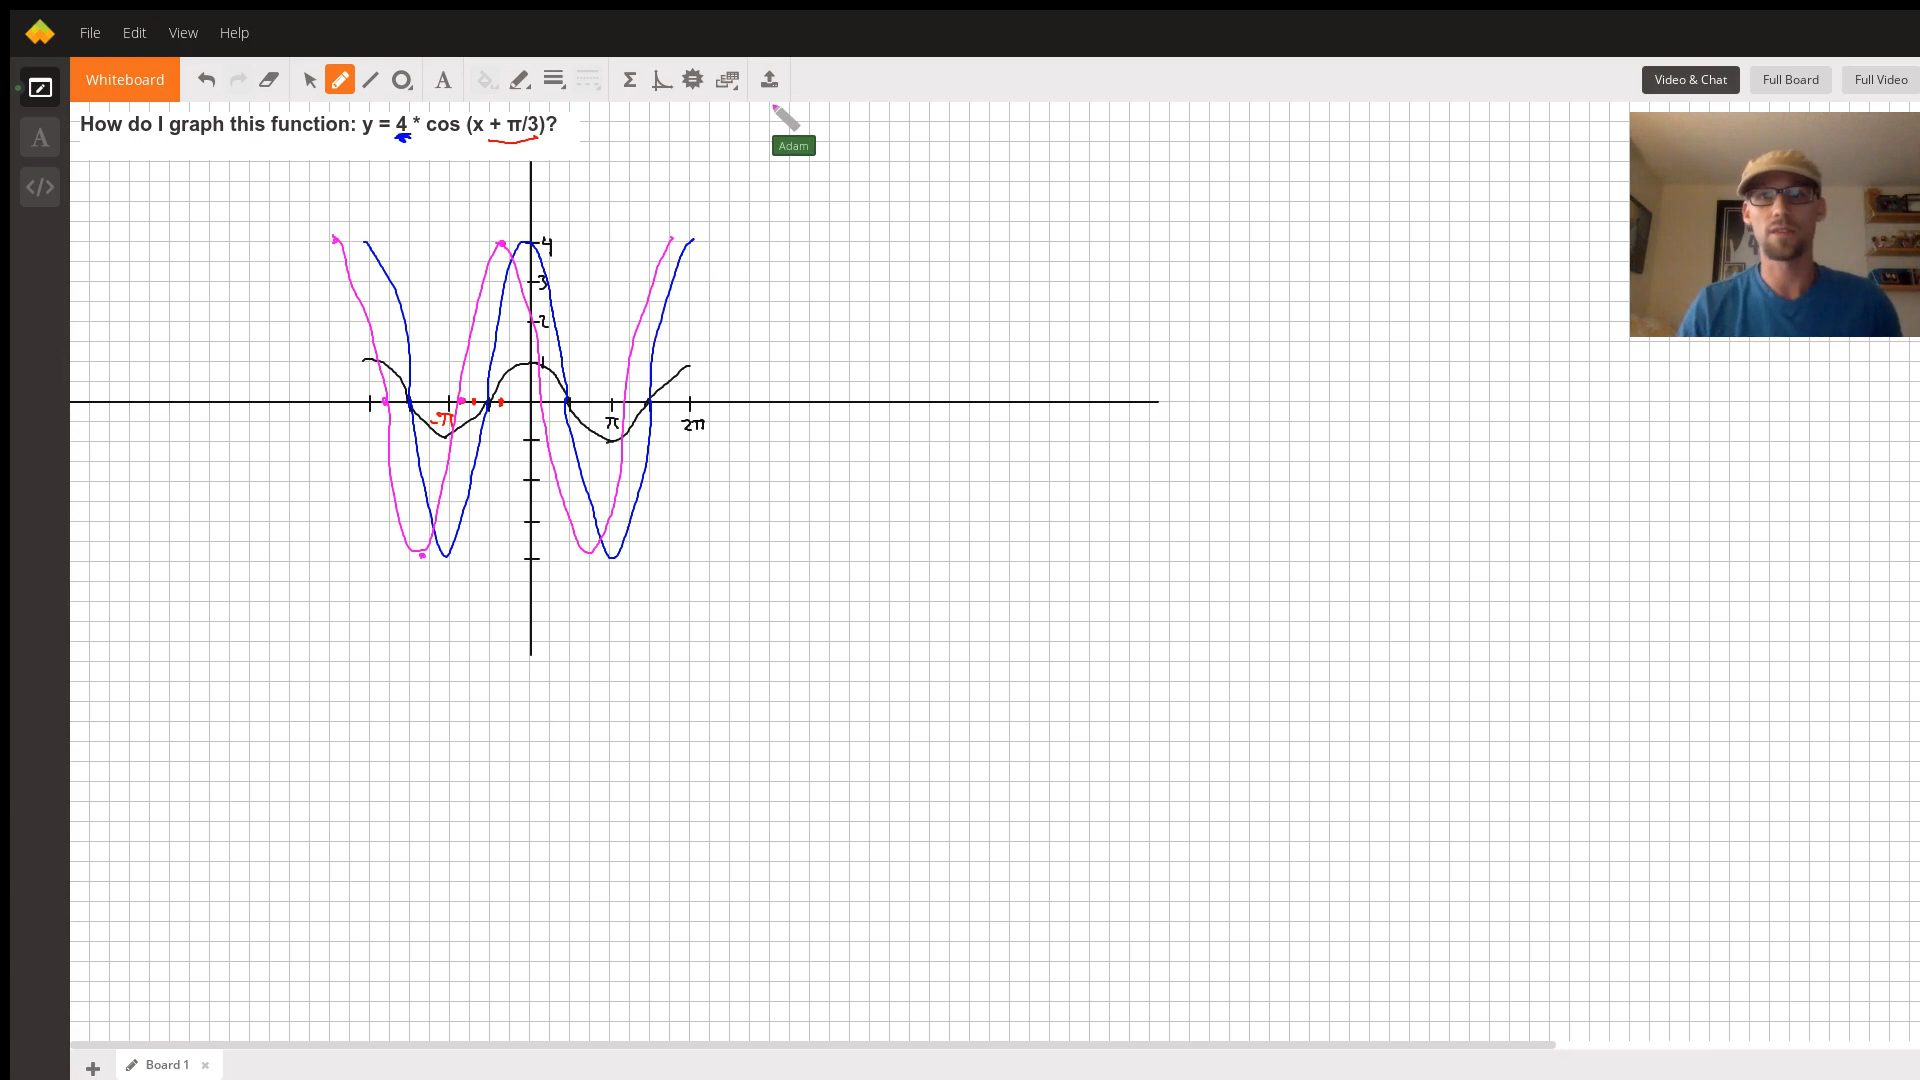 File Edit View Help
Whiteboard A Σ Video & Chat Full Board Full Video
A
</>
How do I graph this function: y = 4 * cos (x + π/3)?
Adam
4
3
2
1
-π π 2π
+ Board 1 ×